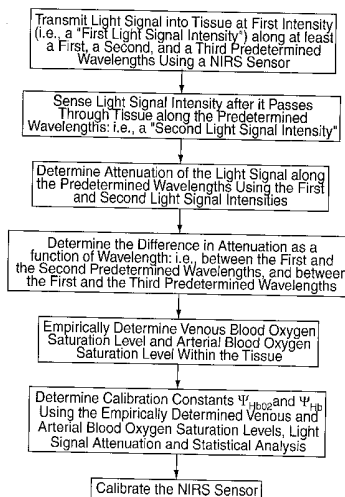 Transmit Light Signal into Tissue at First Intensity
(i.e., a "First Light Signal Intensity") along at least
a First, a Second, and a Third Predetermined
Wavelengths Using a NIRS Sensor
Sense Light Signal Intensity after it Passes
Through Tissue along the Predetermined
Wavelengths: i.e., a "Second Light Signal Intensity"
Determine Attenuation of the Light Signal along
the Predetermined Wavelengths Using the First
and Second Light Signal Intensities
Determine the Difference in Attenuation as a
function of Wavelength: i.e., between the First and
the Second Predetermined Wavelengths, and between
the First and the Third Predetermined Wavelengths
Empirically Determine Venous Blood Oxygen
Saturation Level and Arterial Blood Oxygen
Saturation Level Within the Tissue
Determine Calibration Constants ΨHbO2 and ΨHb
Using the Empirically Determined Venous and
Arterial Blood Oxygen Saturation Levels, Light
Signal Attenuation and Statistical Analysis
Calibrate the NIRS Sensor